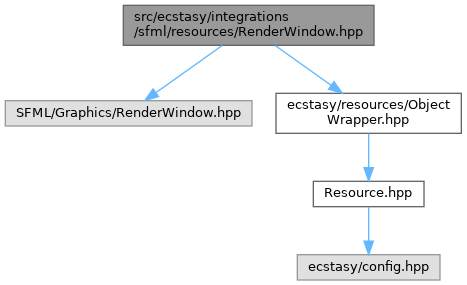 src/ecstasy/integrations
/sfml/resources/RenderWindow.hpp
SFML/Graphics/RenderWindow.hpp
ecstasy/resources/Object
Wrapper.hpp
Resource.hpp
ecstasy/config.hpp